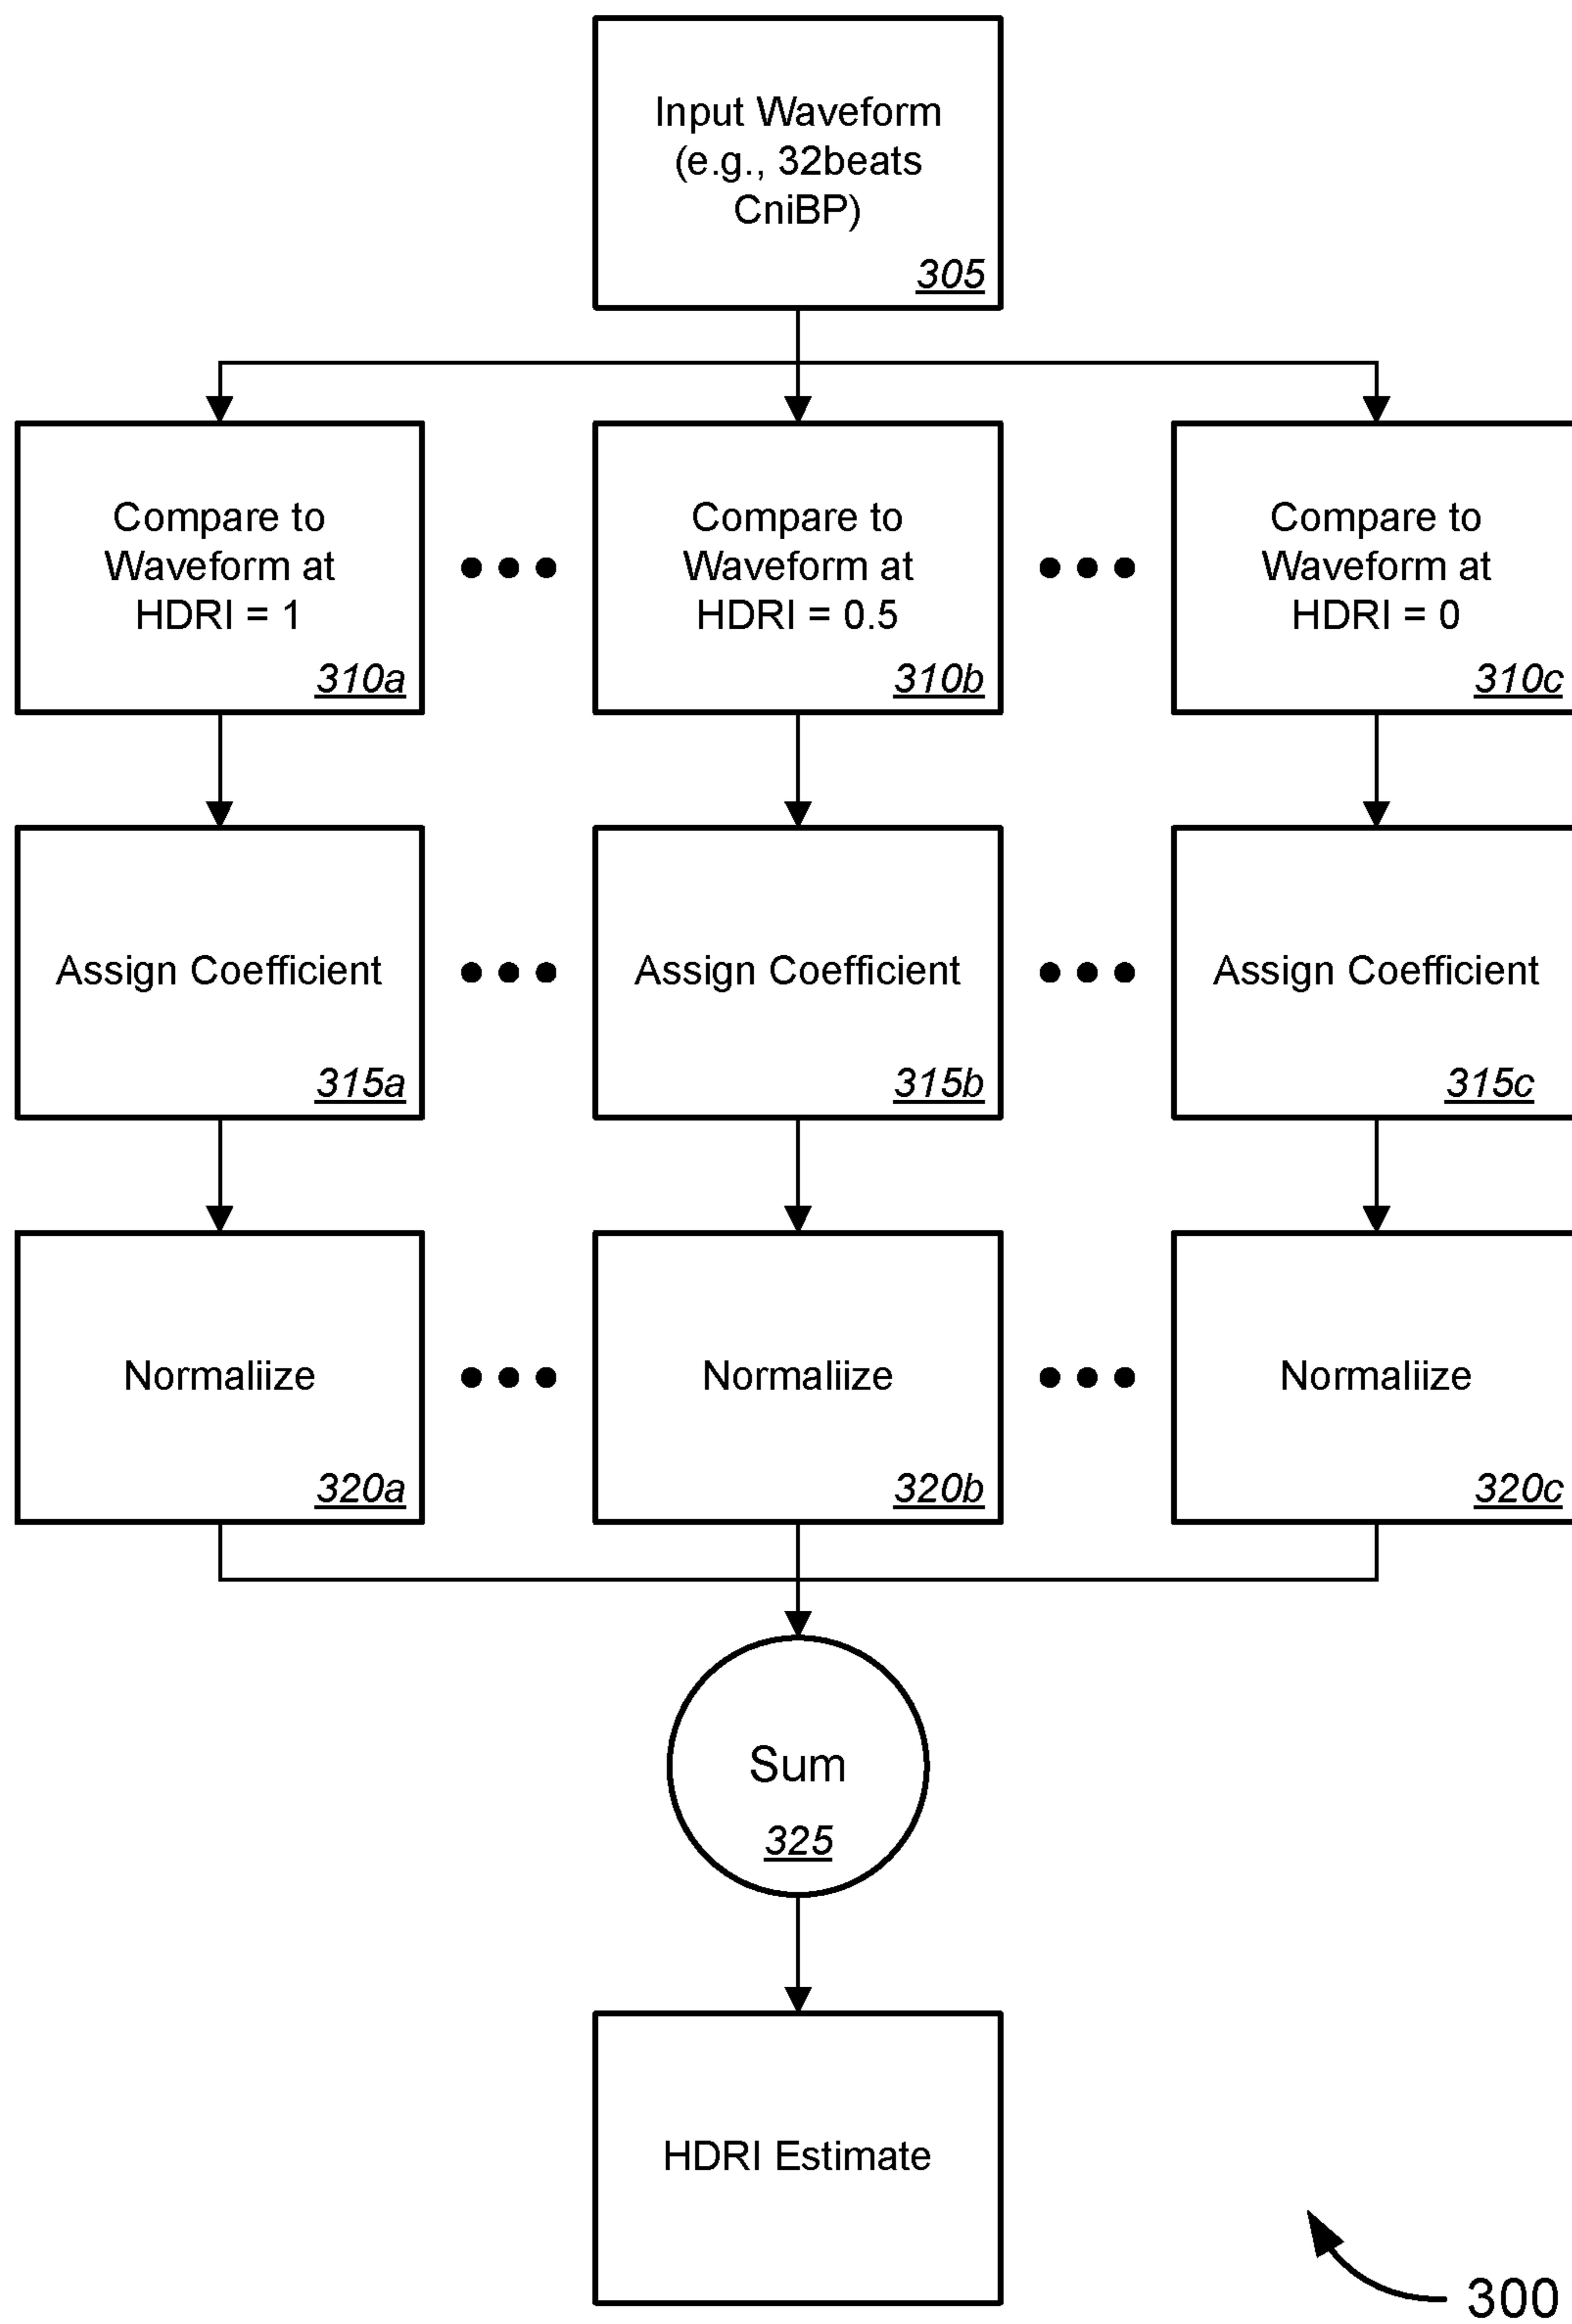 Input Waveform
(e.g., 32beats
CniBP)
305
Compare to
Waveform at
HDRI = 1
310a
Compare to
Waveform at
HDRI = 0.5
310b
Compare to
Waveform at
HDRI = 0
310c
Assign Coefficient
315a
Assign Coefficient
315b
Assign Coefficient
315c
Normaliize
320a
Normaliize
320b
Normaliize
320c
Sum
325
HDRI Estimate
300